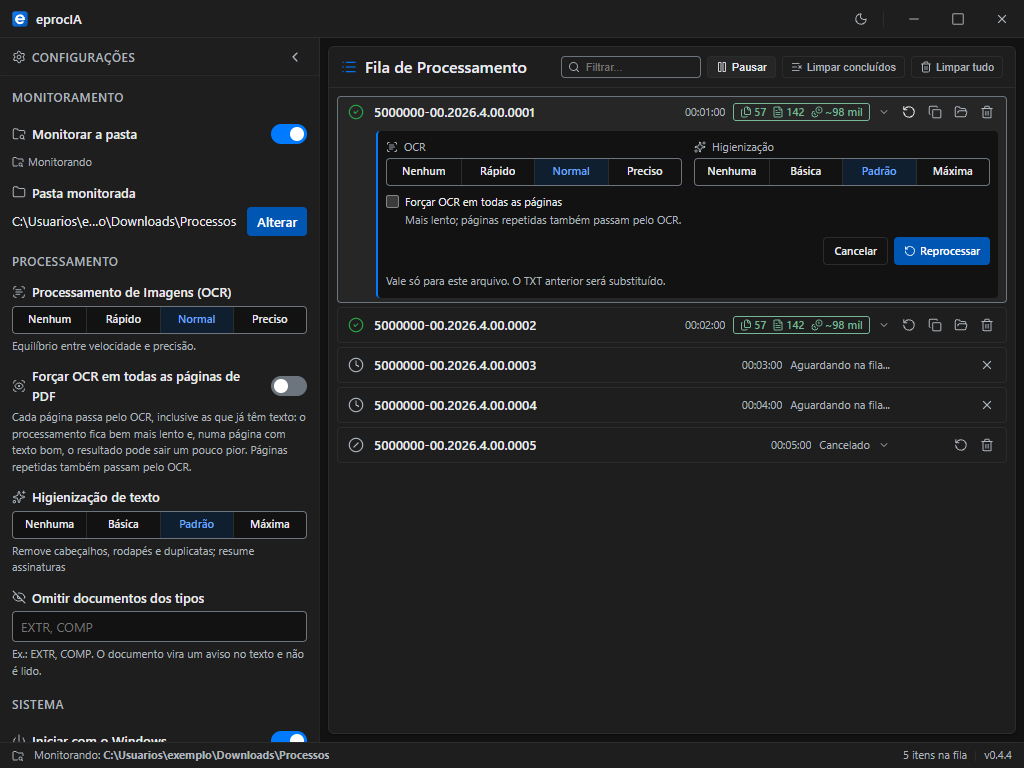 eprocIA
CONFIGURAÇÕES
MONITORAMENTO
Monitorar a pasta
Monitorando
Pasta monitorada
C:\Usuarios\e...o\Downloads\Processos
Alterar
PROCESSAMENTO
Processamento de Imagens (OCR)
Nenhum Rápido Normal Preciso
Equilíbrio entre velocidade e precisão.
Forçar OCR em todas as páginas de
PDF
Cada página passa pelo OCR, inclusive as que já têm texto: o
processamento fica bem mais lento e, numa página com
texto bom, o resultado pode sair um pouco pior. Páginas
repetidas também passam pelo OCR.
Higienização de texto
Nenhuma Básica Padrão Máxima
Remove cabeçalhos, rodapés e duplicatas; resume
assinaturas
Omitir documentos dos tipos
EXTR, COMP
Ex.: EXTR, COMP. O documento vira um aviso no texto e não
é lido.
SISTEMA
Iniciar com o Windows
Fila de Processamento
Filtrar...
Pausar
Limpar concluídos
Limpar tudo
5000000-00.2026.4.00.0001 00:01:00 57 142 ~98 mil
OCR
Nenhum Rápido Normal Preciso
Higienização
Nenhuma Básica Padrão Máxima
Forçar OCR em todas as páginas
Mais lento; páginas repetidas também passam pelo OCR.
Cancelar Reprocessar
Vale só para este arquivo. O TXT anterior será substituído.
5000000-00.2026.4.00.0002 00:02:00 57 142 ~98 mil
5000000-00.2026.4.00.0003 00:03:00 Aguardando na fila...
5000000-00.2026.4.00.0004 00:04:00 Aguardando na fila...
5000000-00.2026.4.00.0005 00:05:00 Cancelado
Monitorando: C:\Usuarios\exemplo\Downloads\Processos
5 itens na fila v0.4.4